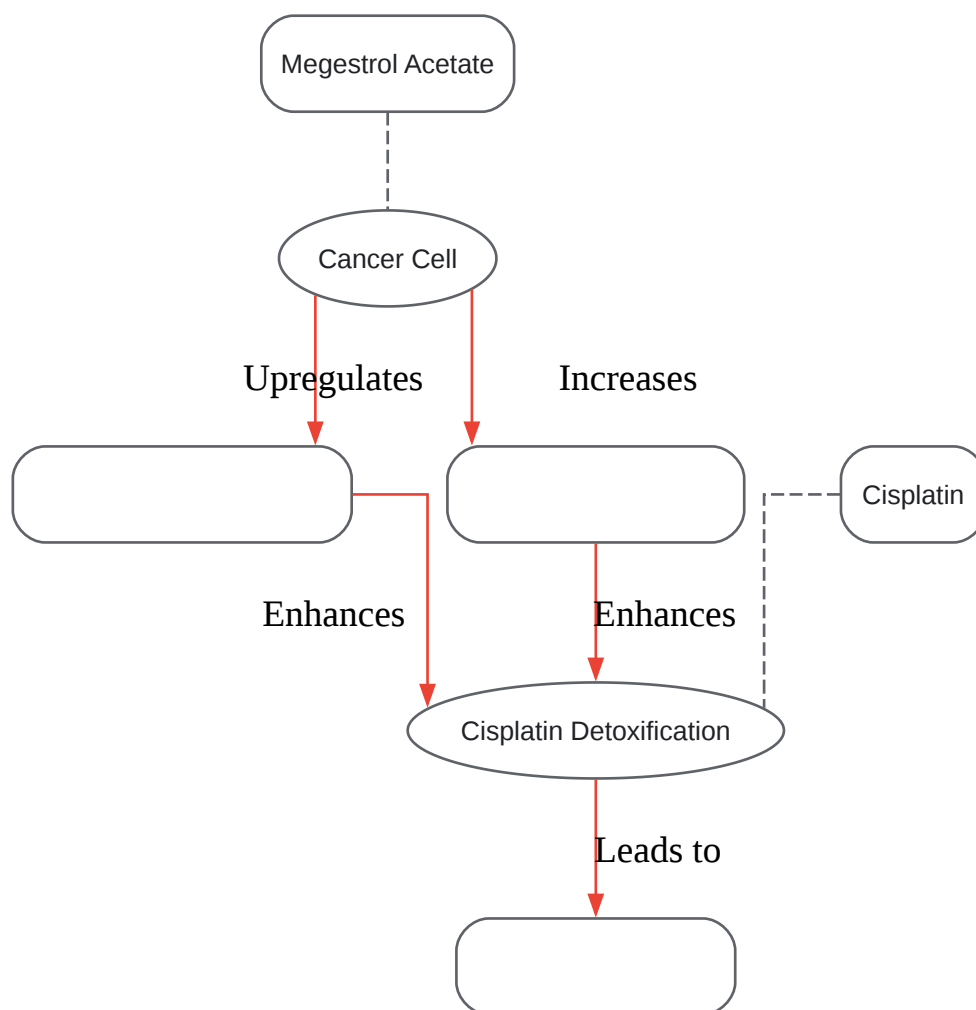 Megestrol Acetate
Cancer Cell
Upregulates
Increases
Cisplatin
Enhances
Enhances
Cisplatin Detoxification
Leads to